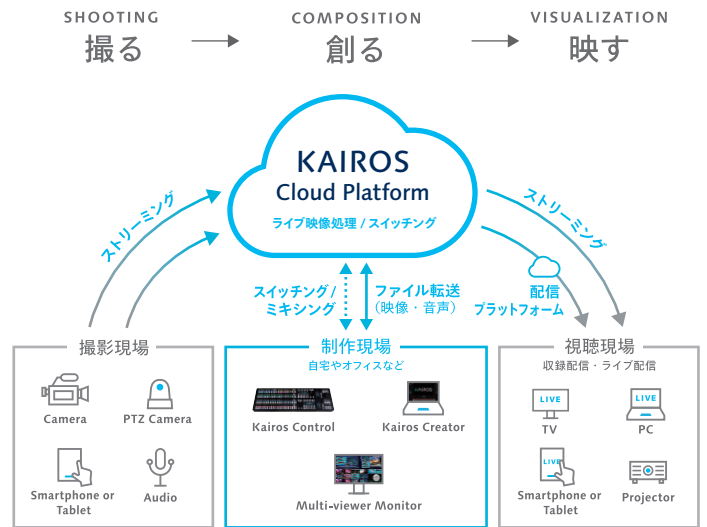 SHOOTING
撮る
COMPOSITION
創る
VISUALIZATION
映す
KAIROS
Cloud Platform
ライブ映像処理 / スイッチング
ストリーミング
ストリーミング
スイッチング /
ミキシング
ファイル転送
（映像・音声）
配信
プラットフォーム
撮影現場
Camera
PTZ Camera
Smartphone or
Tablet
Audio
制作現場
自宅やオフィスなど
Kairos Control
KAIROS
Kairos Creator
Multi-viewer Monitor
視聴現場
収録配信・ライブ配信
LIVE
TV
LIVE
PC
LIVE
Smartphone or
Tablet
Projector